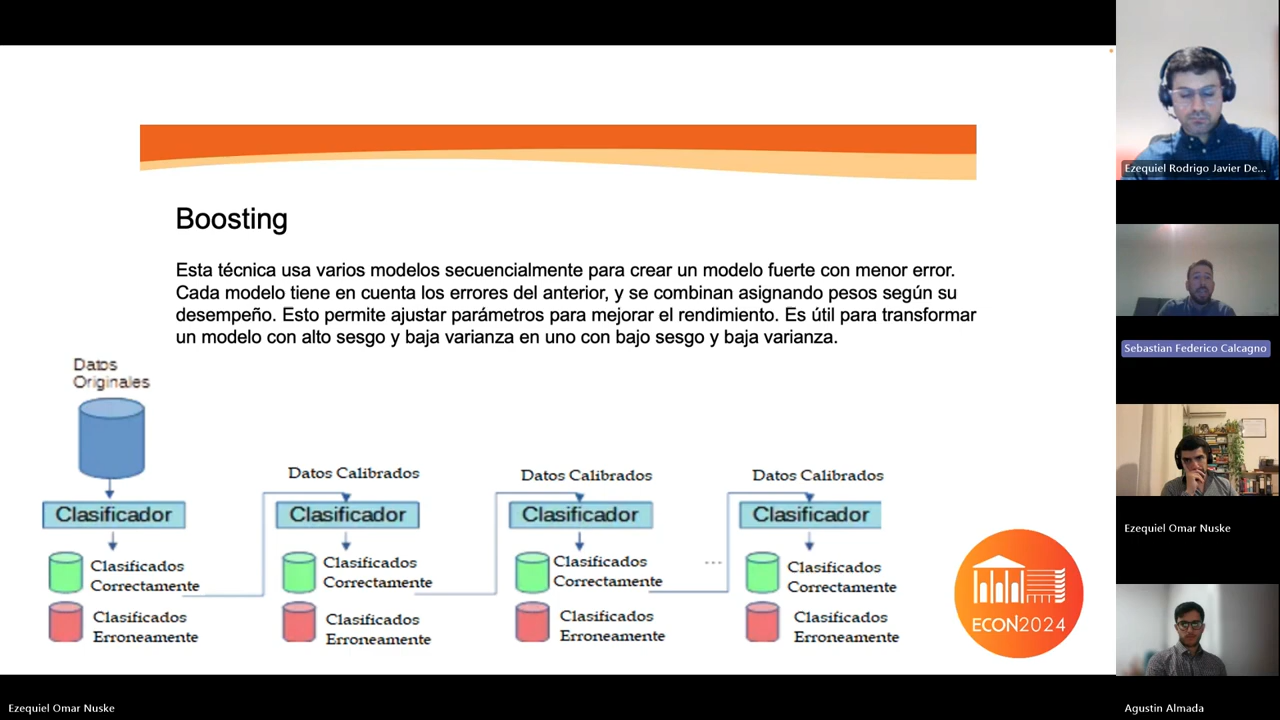 Boosting
Esta técnica usa varios modelos secuencialmente para crear un modelo fuerte con menor error.
Cada modelo tiene en cuenta los errores del anterior, y se combinan asignando pesos según su
desempeño. Esto permite ajustar parámetros para mejorar el rendimiento. Es útil para transformar
un modelo con alto sesgo y baja varianza en uno con bajo sesgo y baja varianza.
Datos
Originales
Clasificador
Clasificados
Correctamente
Clasificados
Erroneamente
Datos Calibrados
Clasificador
Clasificados
Correctamente
Clasificados
Erroneamente
Datos Calibrados
Clasificador
Clasificados
Correctamente
Clasificados
Erroneamente
...
Datos Calibrados
Clasificador
Clasificados
Correctamente
Clasificados
Erroneamente
ECON2024
Ezequiel Rodrigo Javier De...
Sebastian Federico Calcagno
Ezequiel Omar Nuske
Agustin Almada
Ezequiel Omar Nuske